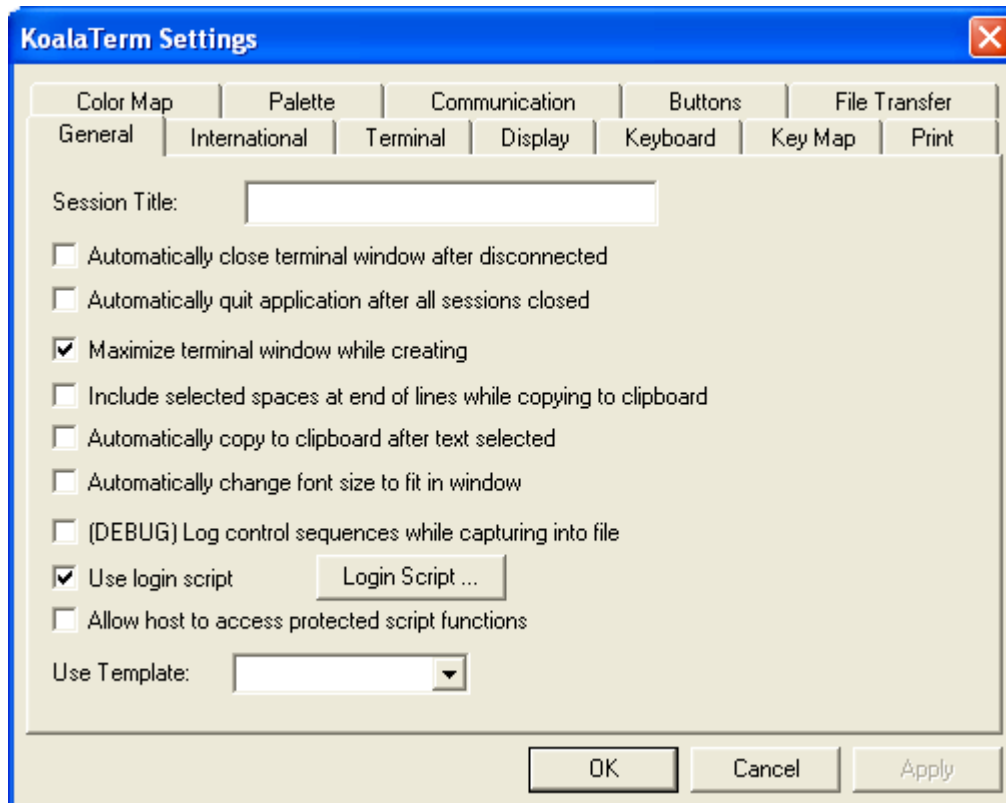 KoalaTerm Settings
Color Map Palette Communication Buttons File Transfer
General International Terminal Display Keyboard Key Map Print
Session Title:
Automatically close terminal window after disconnected
Automatically quit application after all sessions closed
Maximize terminal window while creating
Include selected spaces at end of lines while copying to clipboard
Automatically copy to clipboard after text selected
Automatically change font size to fit in window
(DEBUG) Log control sequences while capturing into file
Use login script Login Script ...
Allow host to access protected script functions
Use Template:
OK Cancel Apply